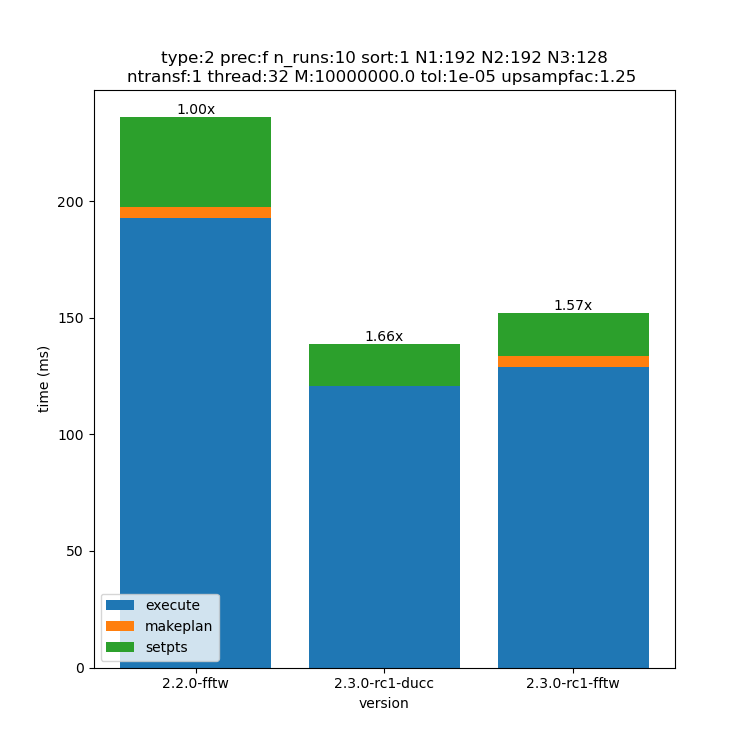 type:2 prec:f n_runs:10 sort:1 N1:192 N2:192 N3:128
ntransf:1 thread:32 M:10000000.0 tol:1e-05 upsampfac:1.25
1.00x
200
1.57x
150
1.66x
time (ms)
100
50
execute
makeplan
setpts
0
2.2.0-fftw
2.3.0-rc1-ducc
2.3.0-rc1-fftw
version